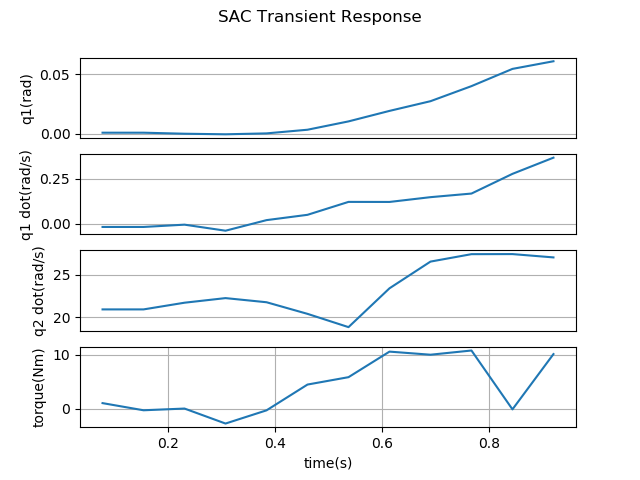 SAC Transient Response
q1(rad)
0.05
0.00
q1 dot(rad/s)
0.25
0.00
q2 dot(rad/s)
25
20
torque(Nm)
10
0
0.2 0.4 0.6 0.8
time(s)